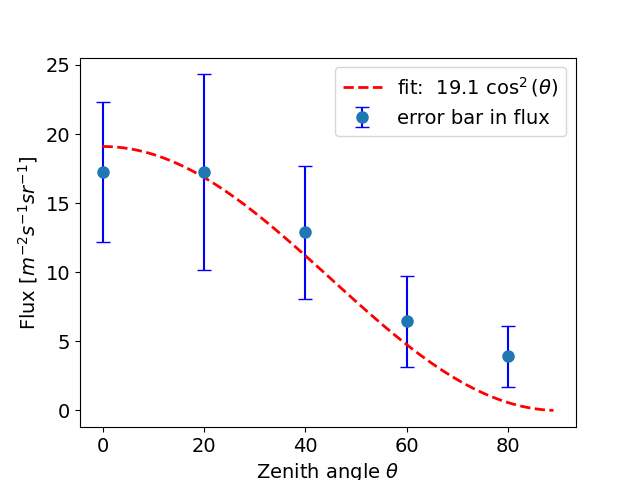 25
20
15
10
5
0
Flux [m⁻²s⁻¹sr⁻¹]
fit: 19.1 cos²(θ)
error bar in flux
0 20 40 60 80
Zenith angle θ